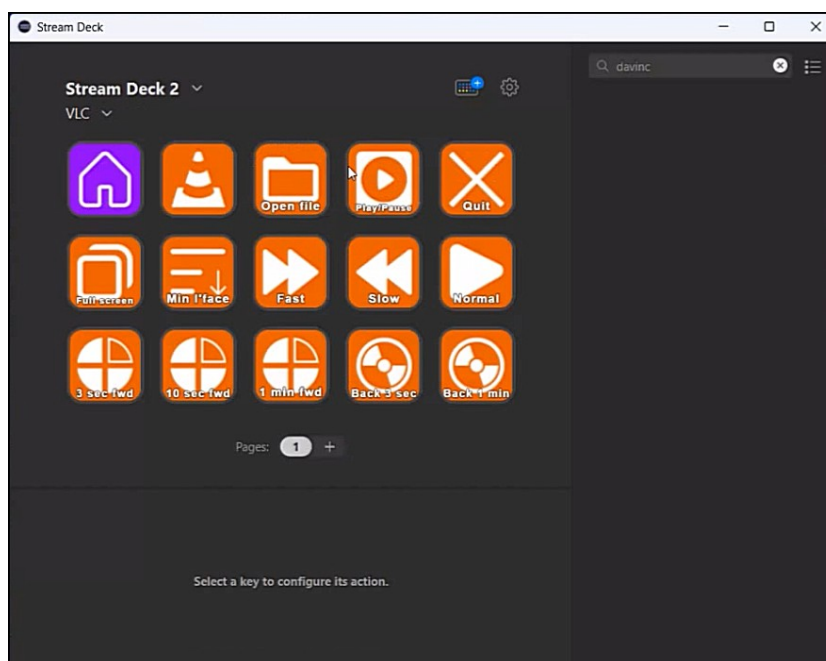 Stream Deck
davinc
Stream Deck 2
VLC
Open file
Play/Pause
Quit
Full screen
Min I'face
Fast
Slow
Normal
3 sec fwd
10 sec fwd
1 min fwd
Back 3 sec
Back 1 min
Pages: 1 +
Select a key to configure its action.